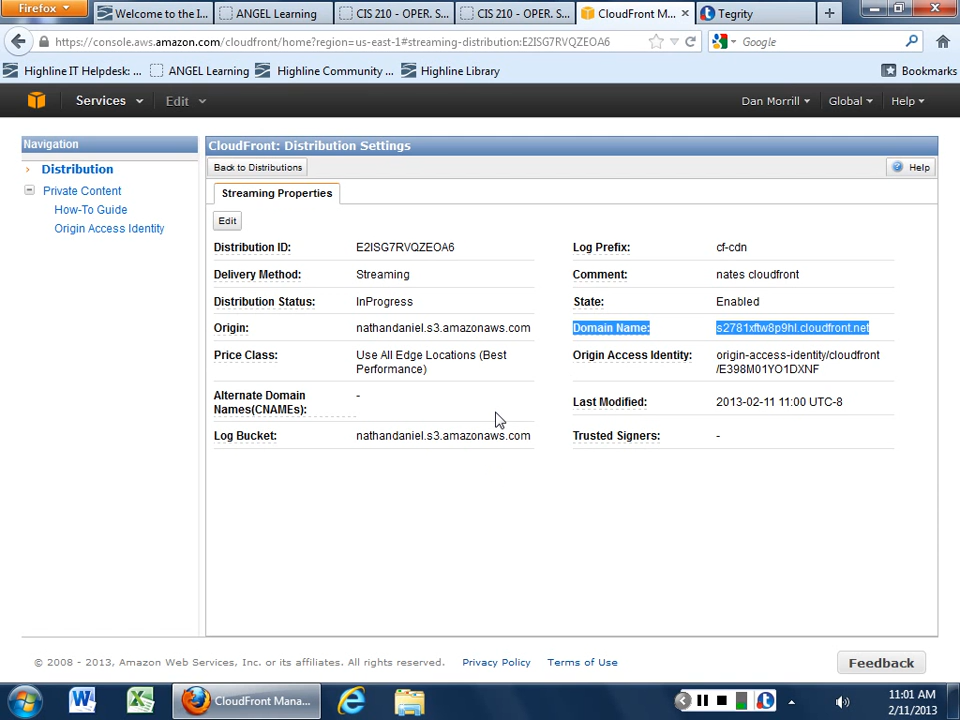 Firefox
Welcome to the I...
ANGEL Learning
CIS 210 - OPER. S...
CIS 210 - OPER. S...
CloudFront M...
Tegrity
https://console.aws.amazon.com/cloudfront/home?region=us-east-1#streaming-distribution:E2ISG7RVQZEOA6
Google
Highline IT Helpdesk: ...
ANGEL Learning
Highline Community ...
Highline Library
Bookmarks
Services
Edit
Dan Morrill
Global
Help
Navigation
Distribution
Private Content
How-To Guide
Origin Access Identity
CloudFront: Distribution Settings
Back to Distributions
Help
Streaming Properties
Edit
Distribution ID: E2ISG7RVQZEOA6
Delivery Method: Streaming
Distribution Status: InProgress
Origin: nathandaniel.s3.amazonaws.com
Price Class: Use All Edge Locations (Best
Performance)
Alternate Domain -
Names(CNAMEs):
Log Bucket: nathandaniel.s3.amazonaws.com
Log Prefix: cf-cdn
Comment: nates cloudfront
State: Enabled
Domain Name: s2781xftw8p9hl.cloudfront.net
Origin Access Identity: origin-access-identity/cloudfront
/E398M01YO1DXNF
Last Modified: 2013-02-11 11:00 UTC-8
Trusted Signers: -
© 2008 - 2013, Amazon Web Services, Inc. or its affiliates. All rights reserved.
Privacy Policy
Terms of Use
Feedback
CloudFront Mana...
11:01 AM
2/11/2013